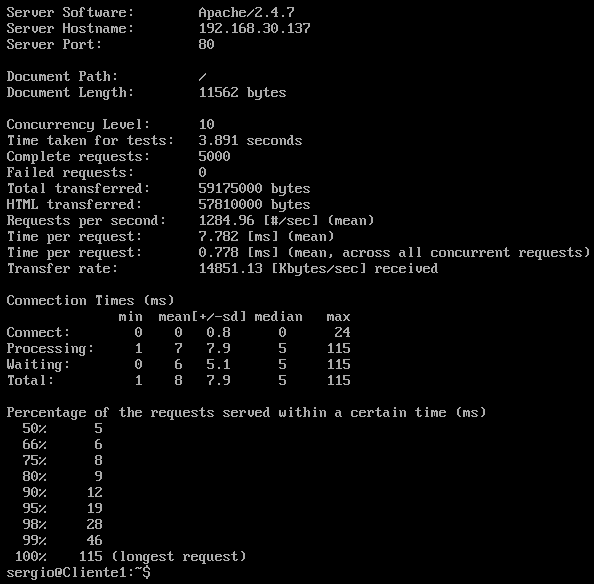 Server Software:        Apache/2.4.7
Server Hostname:        192.168.30.137
Server Port:            80
Document Path:          /
Document Length:        11562 bytes
Concurrency Level:      10
Time taken for tests:   3.891 seconds
Complete requests:      5000
Failed requests:        0
Total transferred:      59175000 bytes
HTML transferred:       57810000 bytes
Requests per second:    1284.96 [#/sec] (mean)
Time per request:       7.782 [ms] (mean)
Time per request:       0.778 [ms] (mean, across all concurrent requests)
Transfer rate:          14851.13 [Kbytes/sec] received
Connection Times (ms)
              min  mean[+/-sd] median   max
Connect:        0    0   0.8      0      24
Processing:     1    7   7.9      5     115
Waiting:        0    6   5.1      5     115
Total:          1    8   7.9      5     115
Percentage of the requests served within a certain time (ms)
  50%      5
  66%      6
  75%      8
  80%      9
  90%     12
  95%     19
  98%     28
  99%     46
 100%    115 (longest request)
sergio@Cliente1:~$